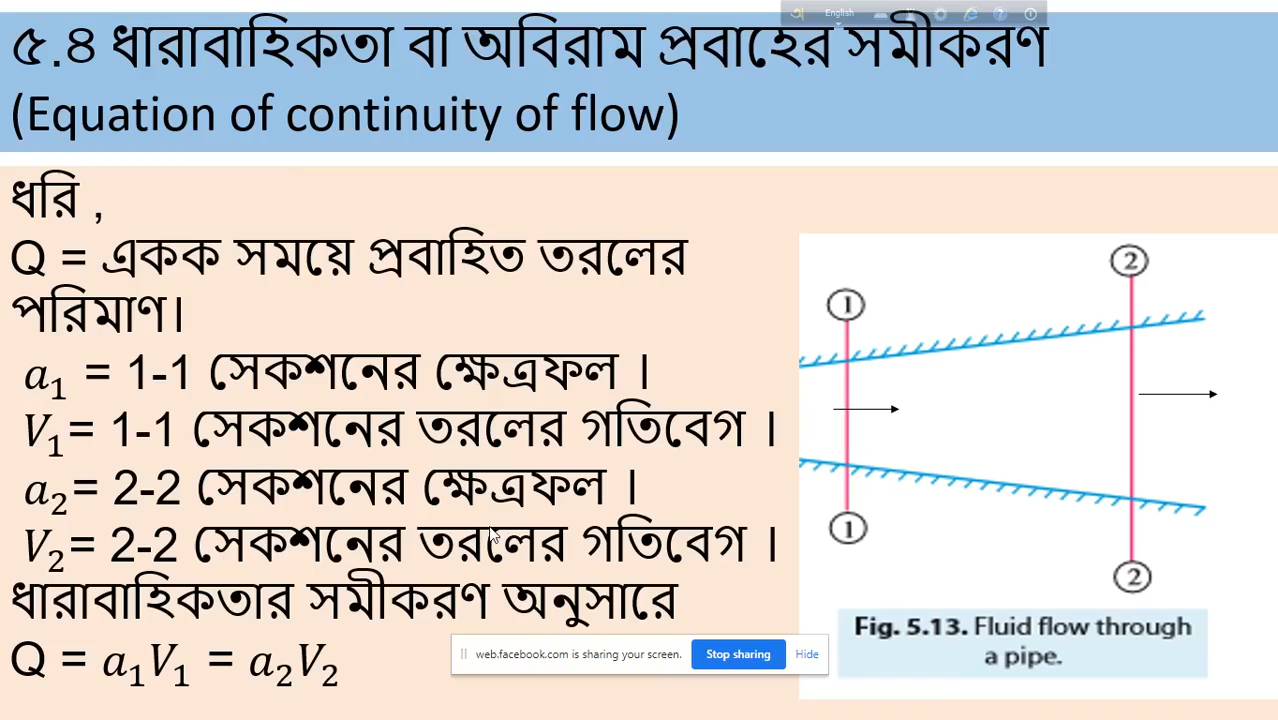 English
৫.৪ ধারাবাহিকতা বা অবিরাম প্রবাহের সমীকরণ
(Equation of continuity of flow)
ধরি ,
Q = একক সময়ে প্রবাহিত তরলের
পরিমাণ।
a₁ = 1-1 সেকশনের ক্ষেত্রফল ।
V₁= 1-1 সেকশনের তরলের গতিবেগ ।
a₂= 2-2 সেকশনের ক্ষেত্রফল ।
V₂= 2-2 সেকশনের তরলের গতিবেগ ।
ধারাবাহিকতার সমীকরণ অনুসারে
Q = a₁V₁ = a₂V₂
1
2
1
2
Fig. 5.13. Fluid flow through
a pipe.
web.facebook.com is sharing your screen. Stop sharing Hide